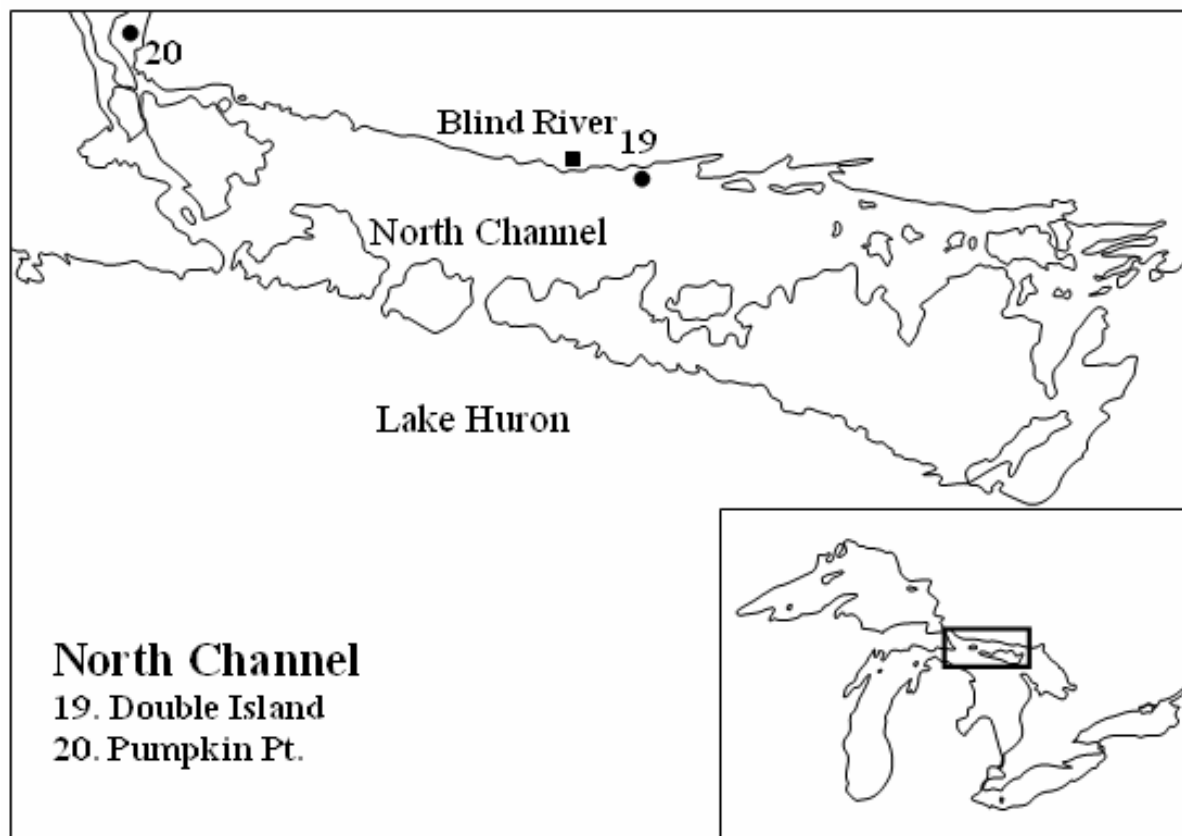 20
Blind River
19
North Channel
Lake Huron
North Channel
19. Double Island
20. Pumpkin Pt.